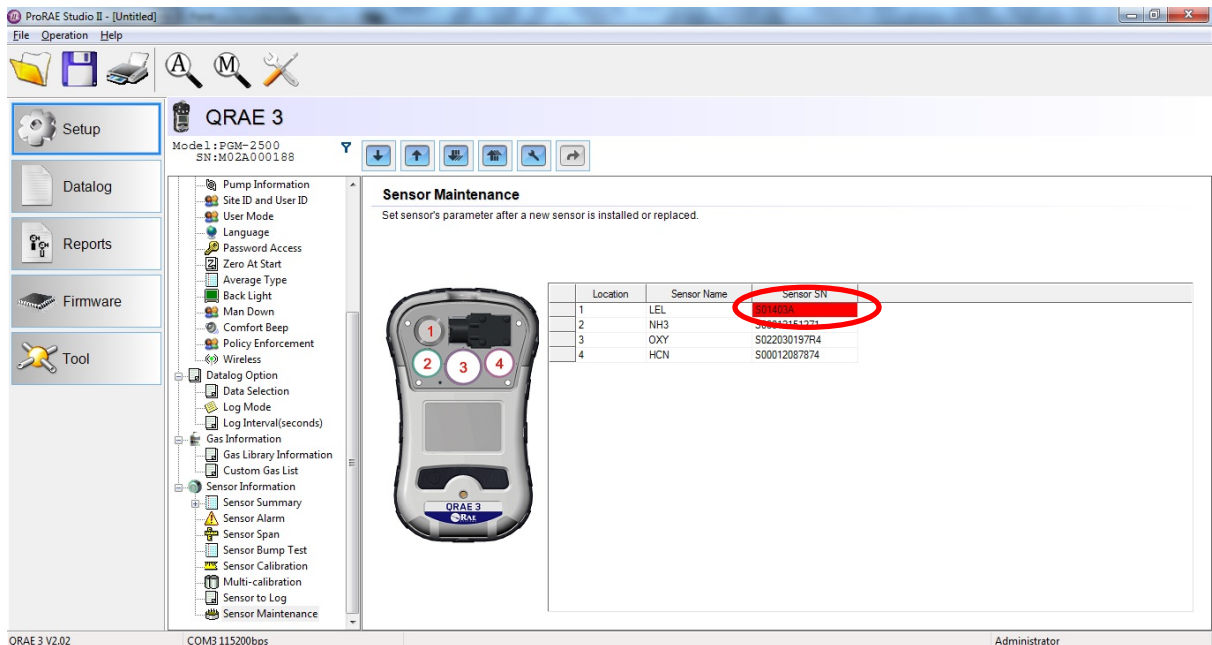 ProRAE Studio II - [Untitled]
File Operation Help
A M
Setup
Datalog
Reports
Firmware
Tool
QRAE 3
Model:PGM-2500
SN:M02A000188
Pump Information
Site ID and User ID
User Mode
Language
Password Access
Zero At Start
Average Type
Back Light
Man Down
Comfort Beep
Policy Enforcement
Wireless
Datalog Option
Data Selection
Log Mode
Log Interval(seconds)
Gas Information
Gas Library Information
Custom Gas List
Sensor Information
Sensor Summary
Sensor Alarm
Sensor Span
Sensor Bump Test
Sensor Calibration
Multi-calibration
Sensor to Log
Sensor Maintenance
Sensor Maintenance
Set sensor's parameter after a new sensor is installed or replaced.
1
2 3 4
QRAE 3
RAE
Location Sensor Name Sensor SN
1 LEL S01403A
2 NH3
3 OXY S022030197R4
4 HCN S00012087874
QRAE 3 V2.02 COM3 115200bps Administrator